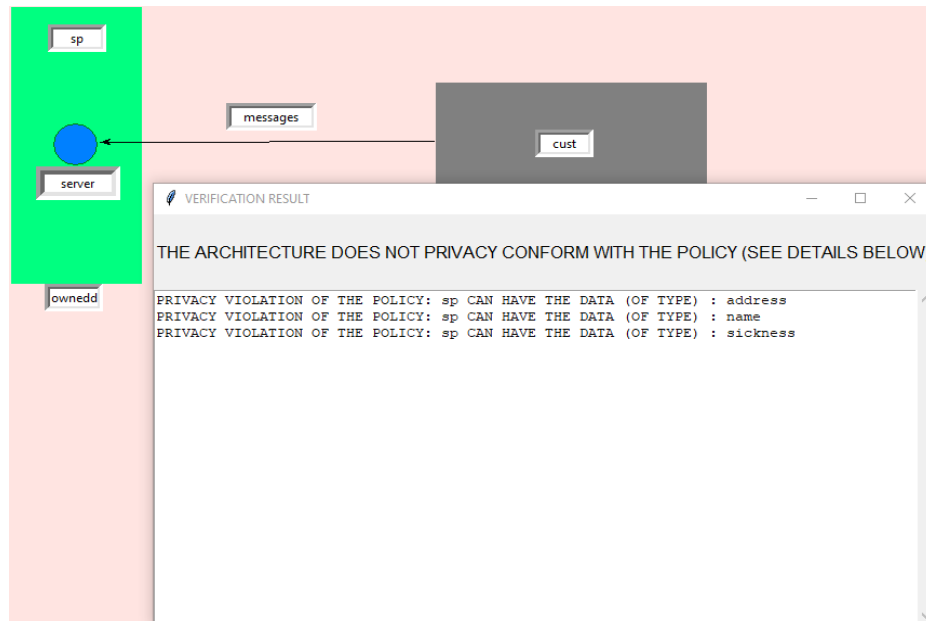 sp
messages
cust
server
VERIFICATION RESULT
THE ARCHITECTURE DOES NOT PRIVACY CONFORM WITH THE POLICY (SEE DETAILS BELOW
ownedd
PRIVACY VIOLATION OF THE POLICY: sp CAN HAVE THE DATA (OF TYPE) : address
PRIVACY VIOLATION OF THE POLICY: sp CAN HAVE THE DATA (OF TYPE) : name
PRIVACY VIOLATION OF THE POLICY: sp CAN HAVE THE DATA (OF TYPE) : sickness